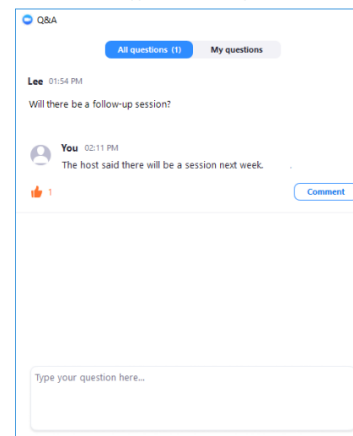 Q&A
All questions (1) My questions
Lee 01:54 PM
Will there be a follow-up session?
You 02:11 PM
The host said there will be a session next week.
1 Comment
Type your question here...